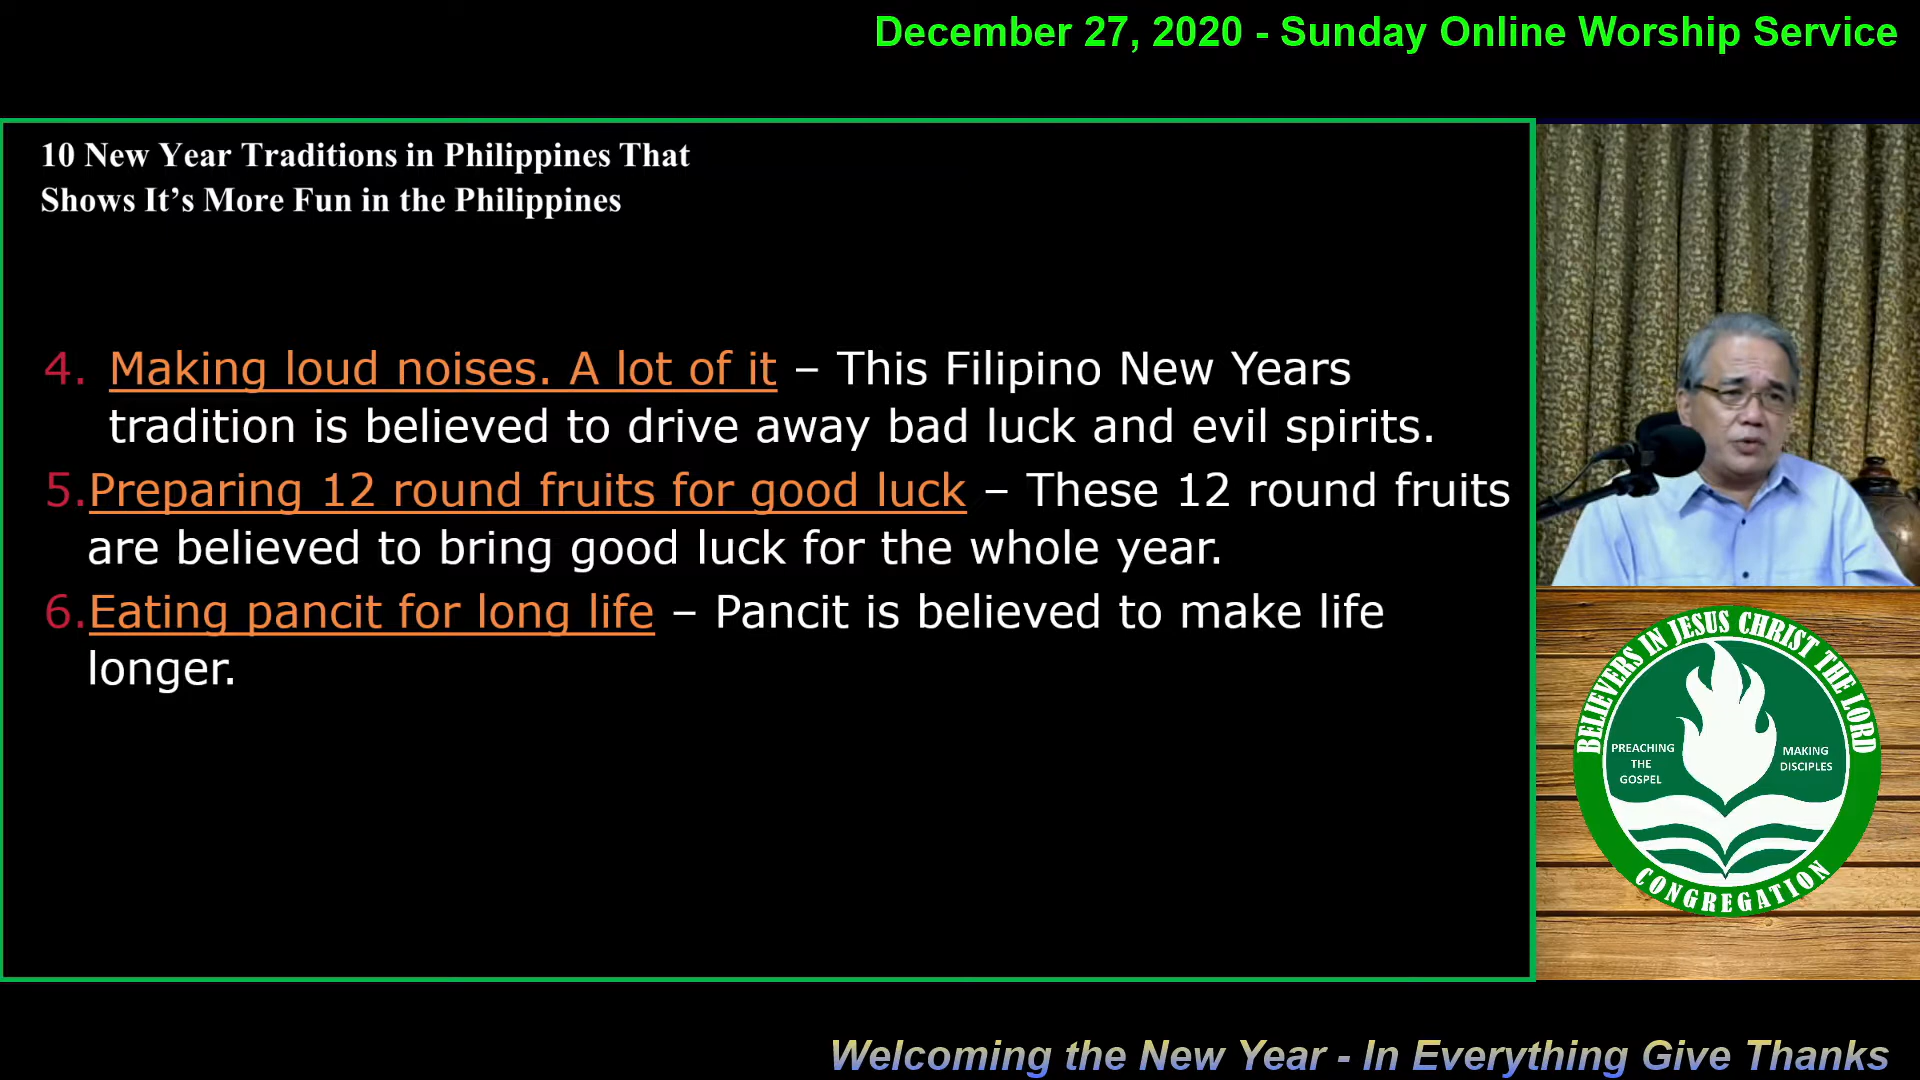 December 27, 2020 - Sunday Online Worship Service
10 New Year Traditions in Philippines That
Shows It’s More Fun in the Philippines
4. Making loud noises. A lot of it – This Filipino New Years
tradition is believed to drive away bad luck and evil spirits.
5.Preparing 12 round fruits for good luck – These 12 round fruits
are believed to bring good luck for the whole year.
6.Eating pancit for long life – Pancit is believed to make life
longer.
BELIEVERS IN JESUS CHRIST THE LORD
PREACHING
THE
GOSPEL
MAKING
DISCIPLES
CONGREGATION
Welcoming the New Year - In Everything Give Thanks